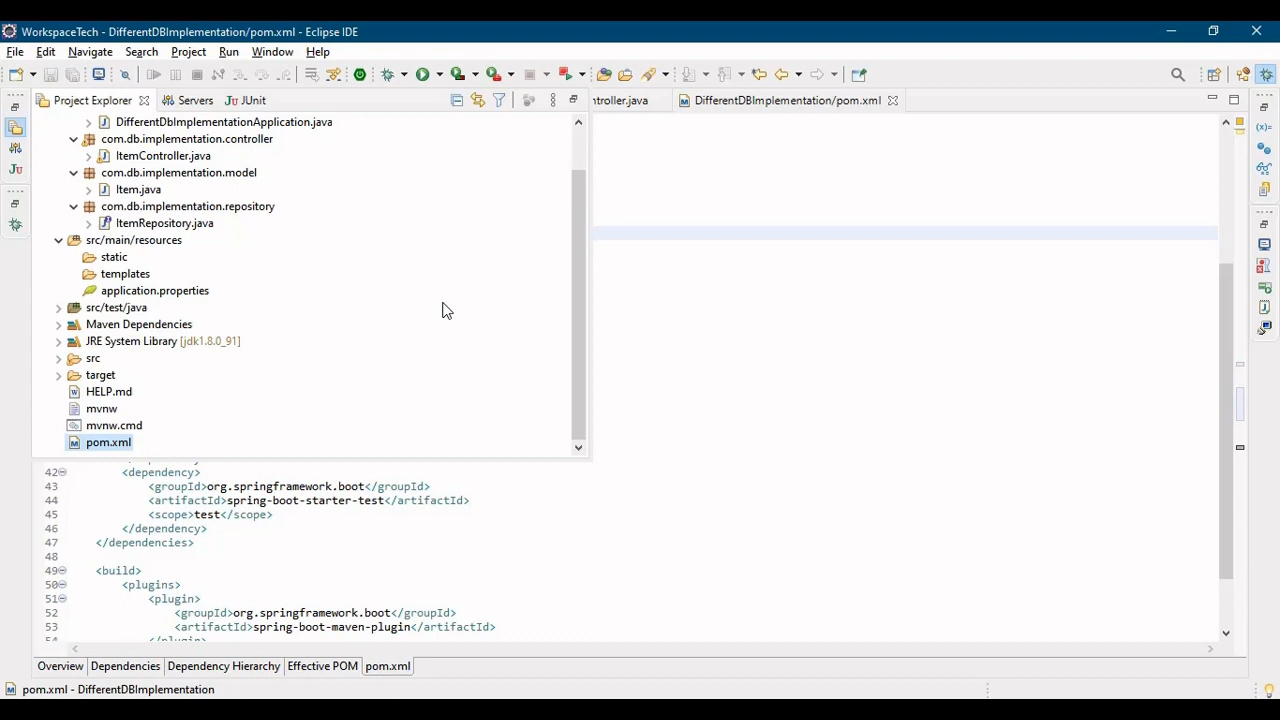 WorkspaceTech - DifferentDBImplementation/pom.xml - Eclipse IDE
File Edit Navigate Search Project Run Window Help
Project Explorer Servers JUnit
ntroller.java DifferentDBImplementation/pom.xml
DifferentDbImplementationApplication.java
com.db.implementation.controller
ItemController.java
com.db.implementation.model
Item.java
com.db.implementation.repository
ItemRepository.java
src/main/resources
static
templates
application.properties
src/test/java
Maven Dependencies
JRE System Library [jdk1.8.0_91]
src
target
HELP.md
mvnw
mvnw.cmd
pom.xml
42 <dependency>
43 <groupId>org.springframework.boot</groupId>
44 <artifactId>spring-boot-starter-test</artifactId>
45 <scope>test</scope>
46 </dependency>
47 </dependencies>
48
49 <build>
50 <plugins>
51 <plugin>
52 <groupId>org.springframework.boot</groupId>
53 <artifactId>spring-boot-maven-plugin</artifactId>
54 </plugin>
Overview Dependencies Dependency Hierarchy Effective POM pom.xml
pom.xml - DifferentDBImplementation